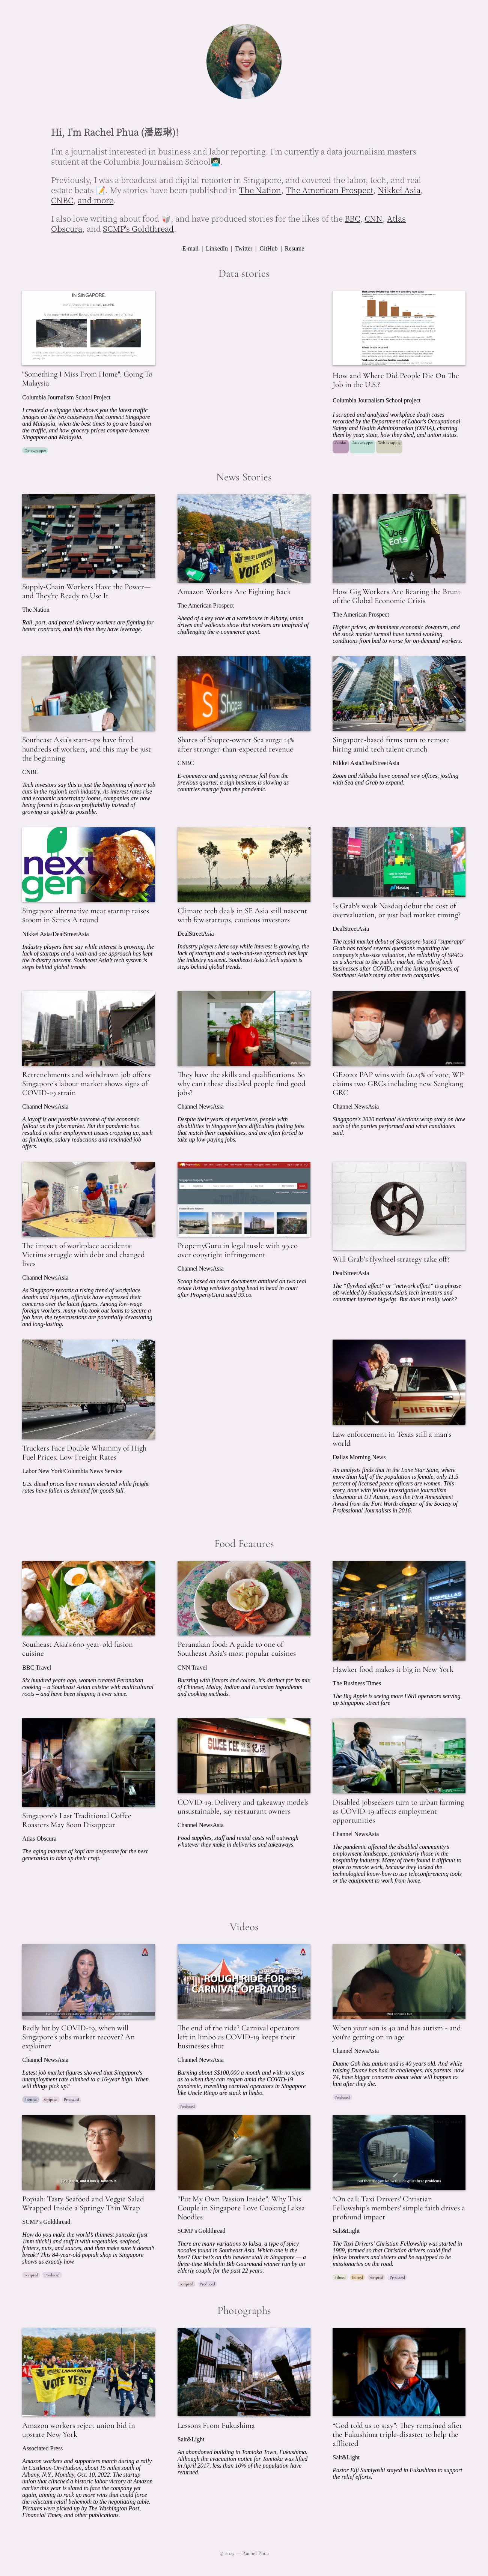 Hi, I'm Rachel Phua (潘恩琳)!
I'm a journalist interested in business and labor reporting. I'm currently a data journalism masters
student at the Columbia Journalism School👩🏻‍💻
Previously, I was a broadcast and digital reporter in Singapore, and covered the labor, tech, and real
estate beats 📝. My stories have been published in The Nation, The American Prospect, Nikkei Asia,
CNBC, and more.
I also love writing about food 🥡, and have produced stories for the likes of the BBC, CNN, Atlas
Obscura, and SCMP's Goldthread.
E-mail | LinkedIn | Twitter | GitHub | Resume
Data stories
IN SINGAPORE.
"Something I Miss From Home": Going To
Malaysia
Columbia Journalism School Project
I created a webpage that shows you the latest traffic
images on the two causeways that connect Singapore
and Malaysia, when the best times to go are based on
the traffic, and how grocery prices compare between
Singapore and Malaysia.
How and Where Did People Die On The
Job in the U.S.?
Columbia Journalism School project
I scraped and analyzed workplace death cases
recorded by the Department of Labor's Occupational
Safety and Health Administration (OSHA), charting
them by year, state, how they died, and union status.
Pandas Datawrapper Web scraping
News Stories
Supply-Chain Workers Have the Power—
and They're Ready to Use It
The Nation
Rail, port, and parcel delivery workers are fighting for
better contracts, and this time they have leverage.
VOTE YES!
Amazon Workers Are Fighting Back
The American Prospect
Ahead of a key vote at a warehouse in Albany, union
drives and walkouts show that workers are unafraid of
challenging the e-commerce giant.
Uber
Eats
How Gig Workers Are Bearing the Brunt
of the Global Economic Crisis
The American Prospect
Higher prices, an imminent economic downturn, and
the stock market turmoil have turned working
conditions from bad to worse for on-demand workers.
Southeast Asia's start-ups have fired
hundreds of workers, and this may be just
the beginning
CNBC
Tech investors say this is just the beginning of more job
cuts in the region's tech industry. As interest rates rise
and economic uncertainty looms, companies are now
being forced to focus on profitability instead of
growing as quickly as possible.
Shares of Shopee-owner Sea surge 14%
after stronger-than-expected revenue
CNBC
E-commerce and gaming revenue fell from the
previous quarter, a sign business is slowing as
countries emerge from the pandemic.
Singapore-based firms turn to remote
hiring amid tech talent crunch
Nikkei Asia/DealStreetAsia
Zoom and Alibaba have opened new offices, jostling
with Sea and Grab to expand.
next
gen
Singapore alternative meat startup raises
$100m in Series A round
Nikkei Asia/DealStreetAsia
Industry players say while interest is growing, the
lack of startups and a wait-and-see approach has kept
the industry nascent. Southeast Asia's tech system is
steps behind global trends.
Climate tech deals in SE Asia still nascent
with few startups, cautious investors
DealStreetAsia
Industry players say while interest is growing, the
lack of startups and a wait-and-see approach has kept
the industry nascent. Southeast Asia's tech system is
steps behind global trends.
Is Grab's weak Nasdaq debut the cost of
overvaluation, or just bad market timing?
DealStreetAsia
The tepid market debut of Singapore-based "superapp"
Grab has raised several questions regarding the
company's plus-size valuation, the reliability of SPACs
as a shortcut to the public market, the role of tech
businesses after COVID, and the listing prospects of
Southeast Asia's many other tech companies.
Retrenchments and withdrawn job offers:
Singapore's labour market shows signs of
COVID-19 strain
Channel NewsAsia
A layoff is one possible outcome of the economic
fallout on the jobs market. But the pandemic has
resulted in other employment issues cropping up, such
as furloughs, salary reductions and rescinded job
offers.
They have the skills and qualifications. So
why can't these disabled people find good
jobs?
Channel NewsAsia
Despite their years of experience, people with
disabilities in Singapore face difficulties finding jobs
that match their capabilities, and are often forced to
take up low-paying jobs.
GE2020: PAP wins with 61.24% of vote; WP
claims two GRCs including new Sengkang
GRC
Channel NewsAsia
Singapore's 2020 national elections wrap story on how
each of the parties performed and what candidates
said.
The impact of workplace accidents:
Victims struggle with debt and changed
lives
Channel NewsAsia
As Singapore records a rising trend of workplace
deaths and injuries, officials have expressed their
concerns over the latest figures. Among low-wage
foreign workers, many who took out loans to secure a
job here, the repercussions are potentially devastating
and long-lasting.
PropertyGuru in legal tussle with 99.co
over copyright infringement
Channel NewsAsia
Scoop based on court documents attained on two real
estate listing websites going head to head in court
after PropertyGuru sued 99.co.
Will Grab's flywheel strategy take off?
DealStreetAsia
The "flywheel effect" or "network effect" is a phrase
oft-wielded by Southeast Asia's tech investors and
consumer internet bigwigs. But does it really work?
Truckers Face Double Whammy of High
Fuel Prices, Low Freight Rates
Labor New York/Columbia News Service
U.S. diesel prices have remain elevated while freight
rates have fallen as demand for goods fall.
SHERIFF
Law enforcement in Texas still a man's
world
Dallas Morning News
An analysis finds that in the Lone Star State, where
more than half of the population is female, only 11.5
percent of licensed peace officers are women. This
story, done with fellow investigative journalism
classmate at UT Austin, won the First Amendment
Award from the Fort Worth chapter of the Society of
Professional Journalists in 2016.
Food Features
Southeast Asia's 600-year-old fusion
cuisine
BBC Travel
Six hundred years ago, women created Peranakan
cooking – a Southeast Asian cuisine with multicultural
roots – and have been shaping it ever since.
Peranakan food: A guide to one of
Southeast Asia's most popular cuisines
CNN Travel
Bursting with flavors and colors, it's distinct for its mix
of Chinese, Malay, Indian and Eurasian ingredients
and cooking methods.
Hawker food makes it big in New York
The Business Times
The Big Apple is seeing more F&B operators serving
up Singapore street fare
Singapore's Last Traditional Coffee
Roasters May Soon Disappear
Atlas Obscura
The aging masters of kopi are desperate for the next
generation to take up their craft.
GWEE KEE
COVID-19: Delivery and takeaway models
unsustainable, say restaurant owners
Channel NewsAsia
Food supplies, staff and rental costs will outweigh
whatever they make in deliveries and takeaways.
Disabled jobseekers turn to urban farming
as COVID-19 affects employment
opportunities
Channel NewsAsia
The pandemic affected the disabled community's
employment landscape, particularly those in the
hospitality industry. Many of them found it difficult to
pivot to remote work, because they lacked the
technological know-how to use teleconferencing tools
or the equipment to work from home.
Videos
Badly hit by COVID-19, when will
Singapore's jobs market recover? An
explainer
Channel NewsAsia
Latest job market figures showed that Singapore's
unemployment rate climbed to a 16-year high. When
will things pick up?
Scripted Produced
ROUGH RIDE FOR
CARNIVAL OPERATORS
The end of the ride? Carnival operators
left in limbo as COVID-19 keeps their
businesses shut
Channel NewsAsia
Burning about S$100,000 a month and with no signs
as to when they can reopen amid the COVID-19
pandemic, travelling carnival operators in Singapore
like Uncle Ringo are stuck in limbo.
Produced
When your son is 40 and has autism - and
you're getting on in age
Channel NewsAsia
Duane Goh has autism and is 40 years old. And while
raising Duane has had its challenges, his parents, now
74, have bigger concerns about what will happen to
him after they die.
Produced
Popiah: Tasty Seafood and Veggie Salad
Wrapped Inside a Springy Thin Wrap
SCMP's Goldthread
How do you make the world's thinnest pancake (just
1mm thick!) and stuff it with vegetables, seafood,
fritters, nuts, and sauces, and then make sure it doesn't
break? This 84-year-old popiah shop in Singapore
shows us exactly how.
Scripted Produced
"Put My Own Passion Inside": Why This
Couple in Singapore Love Cooking Laksa
Noodles
SCMP's Goldthread
There are many variations to laksa, a type of spicy
noodles found in Southeast Asia. Which one is the
best? Our bet's on this hawker stall in Singapore — a
three-time Michelin Bib Gourmand winner run by an
elderly couple for the past 22 years.
Scripted Produced
"On call: Taxi Drivers' Christian
Fellowship's members' simple faith drives a
profound impact
Salt&Light
The Taxi Drivers' Christian Fellowship was started in
1989, formed so that Christian drivers could find
fellow brothers and sisters and be equipped to be
missionaries on the roads.
Filmed Edited Scripted Produced
Photographs
VOTE YES!
Amazon workers reject union bid in
upstate New York
Associated Press
Amazon workers and supporters march during a rally
in Castleton-On-Hudson, about 15 miles south of
Albany, N.Y., Monday, Oct. 10, 2022. The startup
union that clinched a historic labor victory at Amazon
earlier this year is slated to face the company yet
again, aiming to rack up more wins that could force
the reluctant retail behemoth to the negotiating table.
Pictures were picked up by The Washington Post,
Financial Times, and other publications.
Lessons From Fukushima
Salt&Light
An abandoned building in Tomioka Town, Fukushima.
Although the evacuation notice for Tomioka was lifted
in April 2017, less than 10% of the population have
returned.
"God told us to stay": They remained after
the Fukushima triple-disaster to help the
afflicted
Salt&Light
Pastor Eiji Sumiyoshi stayed in Fukushima to support
the relief efforts.
© 2023 — Rachel Phua